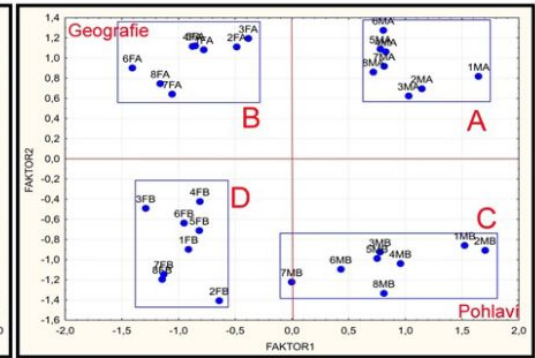 Geografie
1,4
1,2
1,0
0,8
0,6
0,4
0,2
0,0
-0,2
-0,4
-0,6
-0,8
-1,0
-1,2
-1,4
-1,6
FAKTOR2
3FA
2FA
6FA
8FA
7FA
B
6MA
5MA
7MA
8MA
1MA
2MA
3MA
A
4FB
3FB
6FB
5FB
1FB
7FB
8FB
2FB
D
C
1MB
2MB
3MB
5MB
4MB
6MB
7MB
8MB
Pohlaví
-2,0 -1,5 -1,0 -0,5 0,0 0,5 1,0 1,5 2,0
FAKTOR1